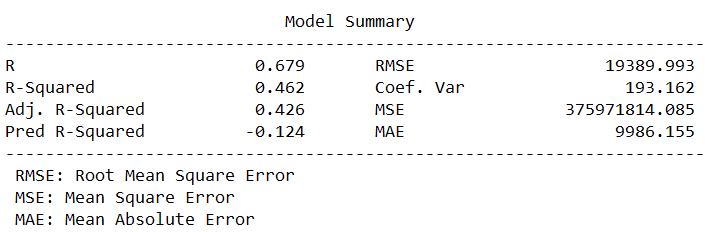 Model Summary
-----------------------------------------------------------------------
R 0.679 RMSE 19389.993
R-Squared 0.462 Coef. Var 193.162
Adj. R-Squared 0.426 MSE 375971814.085
Pred R-Squared -0.124 MAE 9986.155
-----------------------------------------------------------------------
RMSE: Root Mean Square Error
MSE: Mean Square Error
MAE: Mean Absolute Error